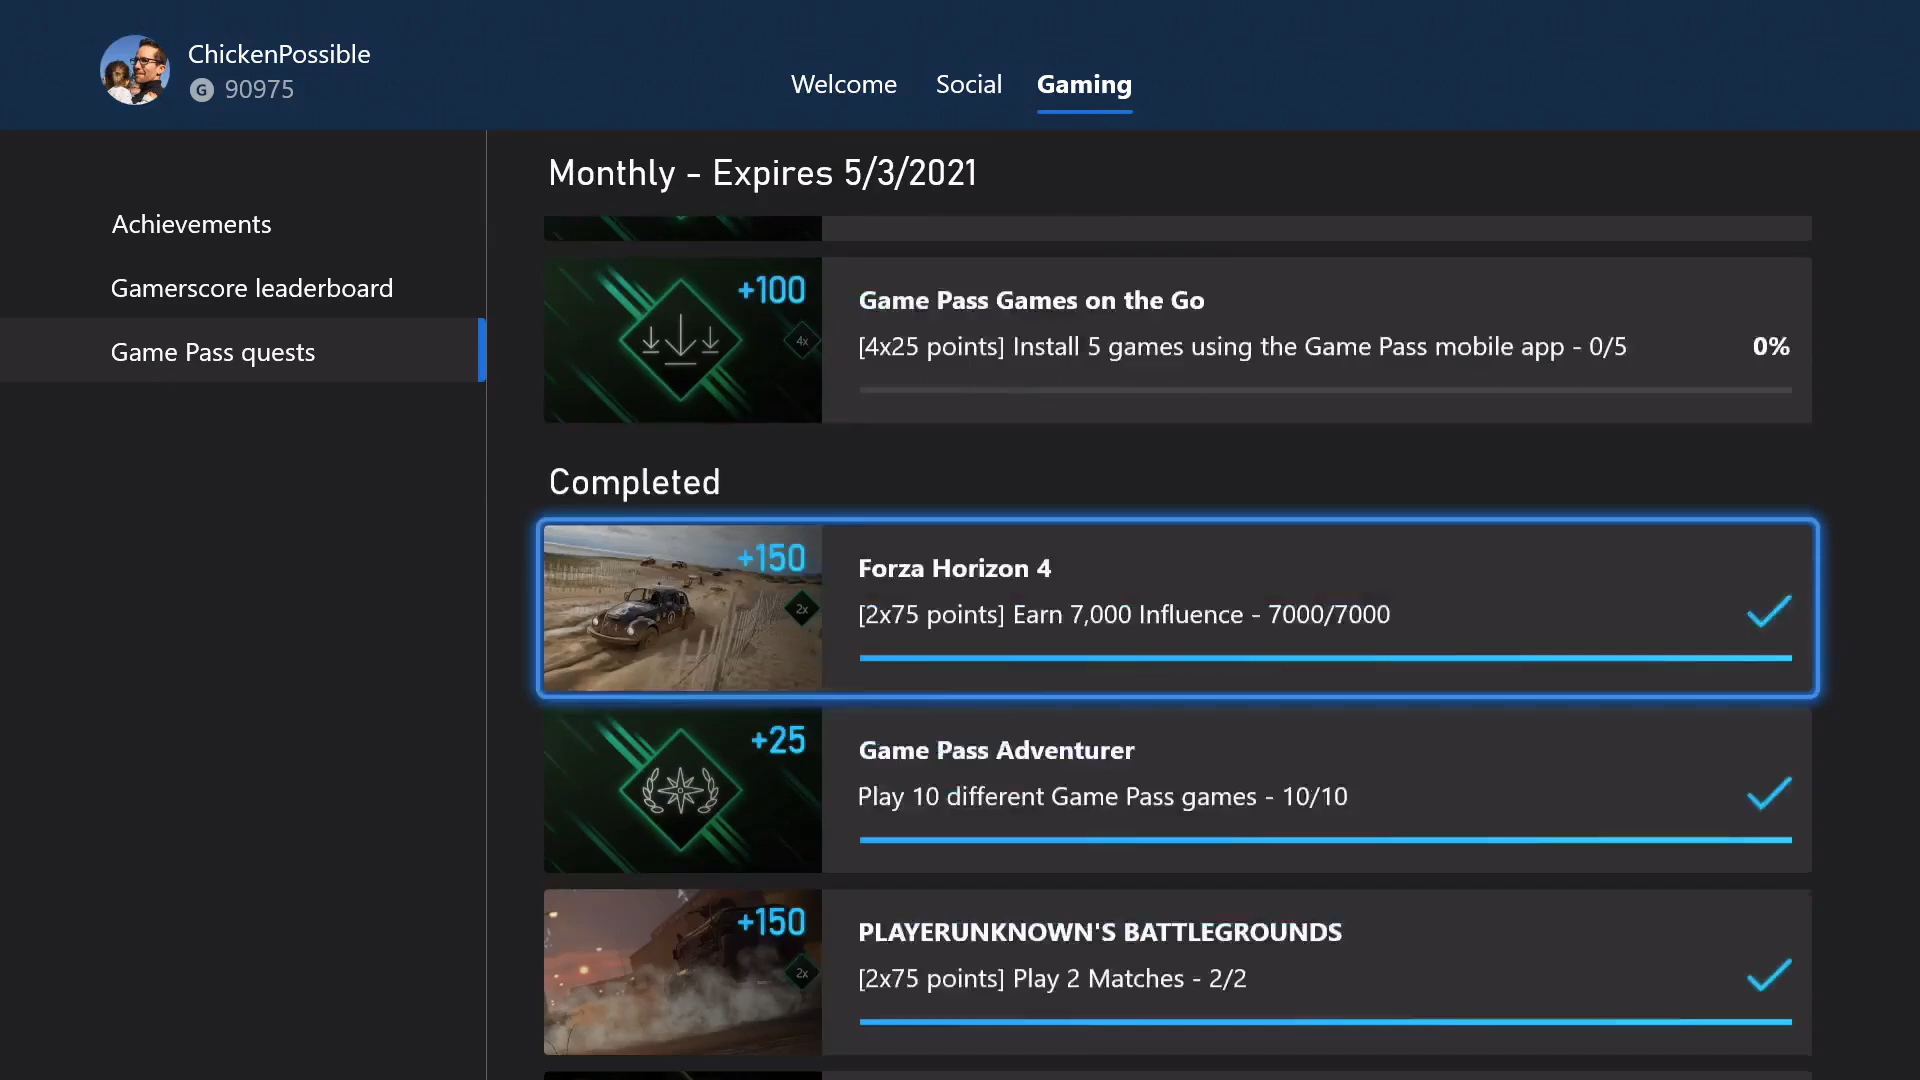 ChickenPossible
G 90975
Welcome
Social
Gaming
Achievements
Gamerscore leaderboard
Game Pass quests
Monthly - Expires 5/3/2021
+100
4x
Game Pass Games on the Go
[4x25 points] Install 5 games using the Game Pass mobile app - 0/5
0%
Completed
+150
2x
Forza Horizon 4
[2x75 points] Earn 7,000 Influence - 7000/7000
+25
Game Pass Adventurer
Play 10 different Game Pass games - 10/10
+150
2x
PLAYERUNKNOWN'S BATTLEGROUNDS
[2x75 points] Play 2 Matches - 2/2